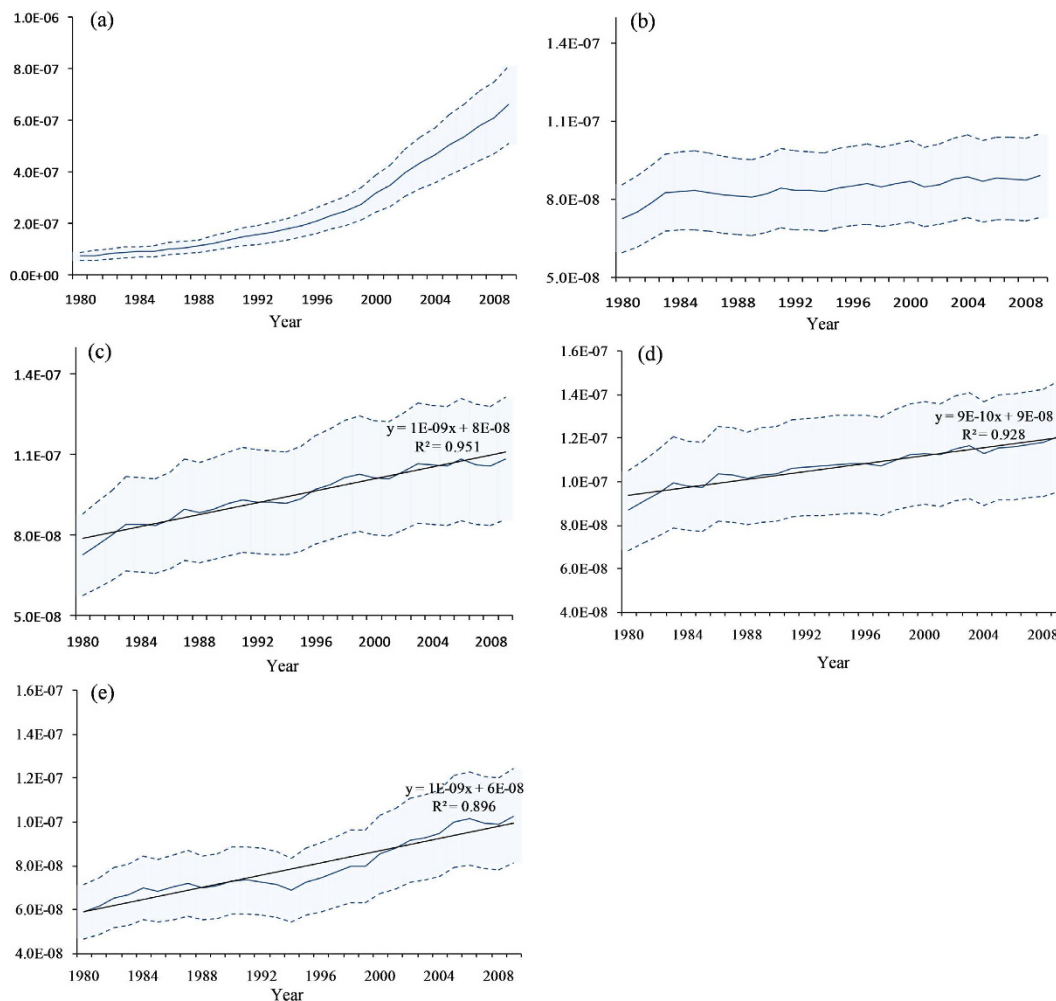 (a)
1.0E-06
8.0E-07
6.0E-07
4.0E-07
2.0E-07
0.0E+00
1980 1984 1988 1992 1996 2000 2004 2008
Year
(b)
1.4E-07
1.1E-07
8.0E-08
5.0E-08
1980 1984 1988 1992 1996 2000 2004 2008
Year
(c)
1.4E-07
1.1E-07
8.0E-08
5.0E-08
y = 1E-09x + 8E-08
R² = 0.951
1980 1984 1988 1992 1996 2000 2004 2008
Year
(d)
1.6E-07
1.4E-07
1.2E-07
1.0E-07
8.0E-08
6.0E-08
4.0E-08
y = 9E-10x + 9E-08
R² = 0.928
1980 1984 1988 1992 1996 2000 2004 2008
Year
(e)
1.6E-07
1.2E-07
1.0E-07
8.0E-08
6.0E-08
4.0E-08
y = 1E-09x + 6E-08
R² = 0.896
1980 1984 1988 1992 1996 2000 2004 2008
Year